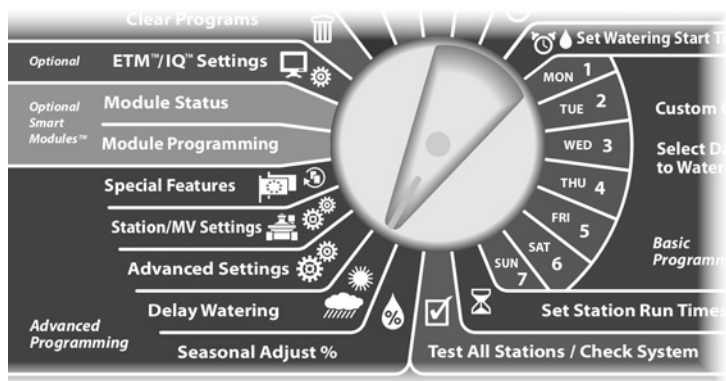 Clear Programs
Optional
ETM™/IQ™ Settings
Optional
Smart
Modules™
Module Status
Module Programming
Special Features
Station/MV Settings
Advanced Settings
Delay Watering
Seasonal Adjust %
Advanced
Programming
%
Set Watering Start
MON 1
TUE 2
WED 3
THU 4
FRI 5
SAT 6
SUN 7
Custom
Select
to Water
Basic
Set Station Run Times
Test All Stations / Check System